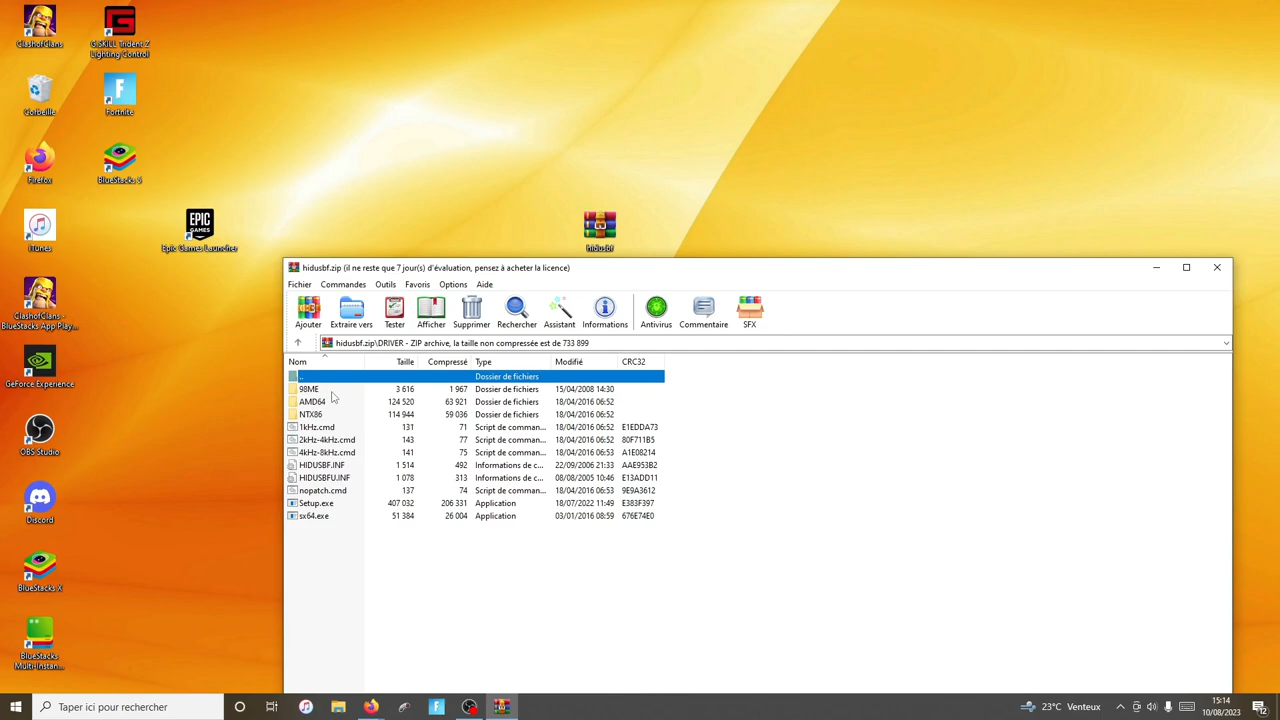 ClashofClans
G.SKILL Trident Z
Lighting Control
Corbeille
Fortnite
Firefox
BlueStacks 5
iTunes
EPIC
GAMES
Epic Games Launcher
hidusbf
ClashofClans -
BlueStacks App Play...
GeForce Experience
OBS Studio
Discord
BlueStacks X
BlueStacks
Multi-Instan...
hidusbf.zip (il ne reste que 7 jour(s) d'évaluation, pensez à acheter la licence)
Fichier Commandes Outils Favoris Options Aide
Ajouter Extraire vers Tester Afficher Supprimer Rechercher Assistant Informations Antivirus Commentaire SFX
hidusbf.zip\DRIVER - ZIP archive, la taille non compressée est de 733 899
Nom Taille Compressé Type Modifié CRC32
.. Dossier de fichiers
98ME 3 616 1 967 Dossier de fichiers 15/04/2008 14:30
AMD64 124 520 63 921 Dossier de fichiers 18/04/2016 06:52
NTX86 114 944 59 036 Dossier de fichiers 18/04/2016 06:52
1kHz.cmd 131 71 Script de comman... 18/04/2016 06:52 E1EDDA73
2kHz-4kHz.cmd 143 77 Script de comman... 18/04/2016 06:52 80F711B5
4kHz-8kHz.cmd 141 75 Script de comman... 18/04/2016 06:53 A1E08214
HIDUSBF.INF 1 514 492 Informations de c... 22/09/2006 21:33 AAE953B2
HIDUSBFU.INF 1 078 313 Informations de c... 08/08/2005 10:46 E13ADD11
nopatch.cmd 137 74 Script de comman... 18/04/2016 06:53 9E9A3612
Setup.exe 407 032 206 331 Application 18/07/2022 11:49 E383F397
sx64.exe 51 384 26 004 Application 03/01/2016 08:59 676E74E0
Taper ici pour rechercher
23°C Venteux
15:14
10/08/2023
12